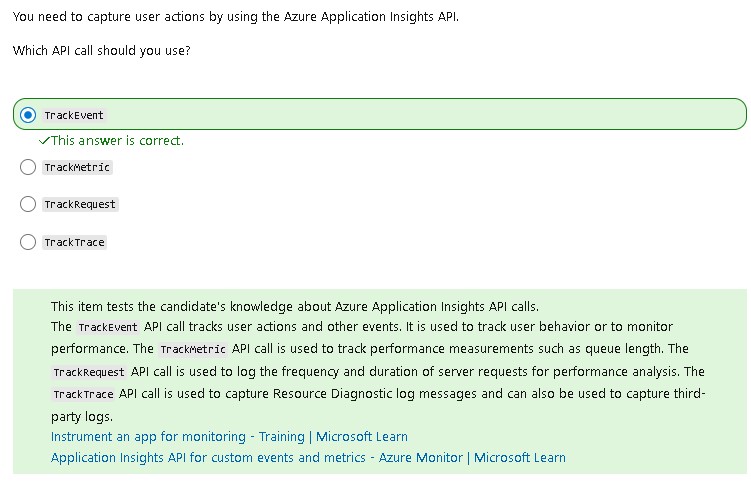 You need to capture user actions by using the Azure Application Insights API.
Which API call should you use?
TrackEvent
This answer is correct.
TrackMetric
TrackRequest
TrackTrace
This item tests the candidate's knowledge about Azure Application Insights API calls.
The TrackEvent API call tracks user actions and other events. It is used to track user behavior or to monitor
performance. The TrackMetric API call is used to track performance measurements such as queue length. The
TrackRequest API call is used to log the frequency and duration of server requests for performance analysis. The
TrackTrace API call is used to capture Resource Diagnostic log messages and can also be used to capture third-
party logs.
Instrument an app for monitoring - Training | Microsoft Learn
Application Insights API for custom events and metrics - Azure Monitor | Microsoft Learn